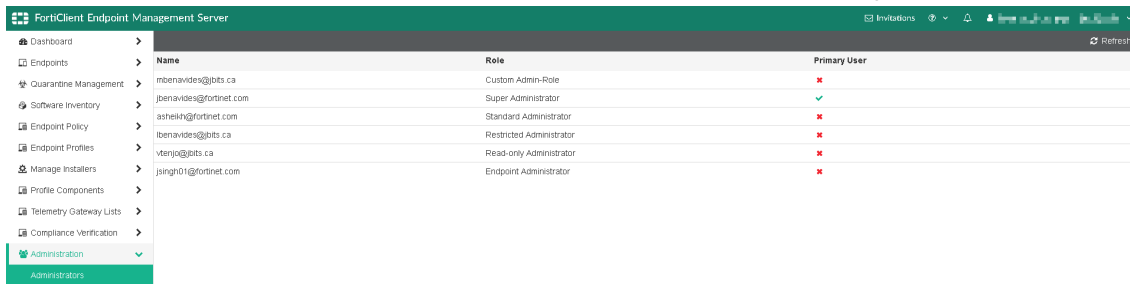 FortiClient Endpoint Management Server
Invitations
Refresh
Dashboard
Endpoints
Quarantine Management
Software Inventory
Endpoint Policy
Endpoint Profiles
Manage Installers
Profile Components
Telemetry Gateway Lists
Compliance Verification
Administration
Administrators
Name Role Primary User
mbenavides@jbits.ca Custom Admin-Role
jbenavides@fortinet.com Super Administrator
asheikh@fortinet.com Standard Administrator
lbenavides@jbits.ca Restricted Administrator
vtenjo@jbits.ca Read-only Administrator
jsingh01@fortinet.com Endpoint Administrator